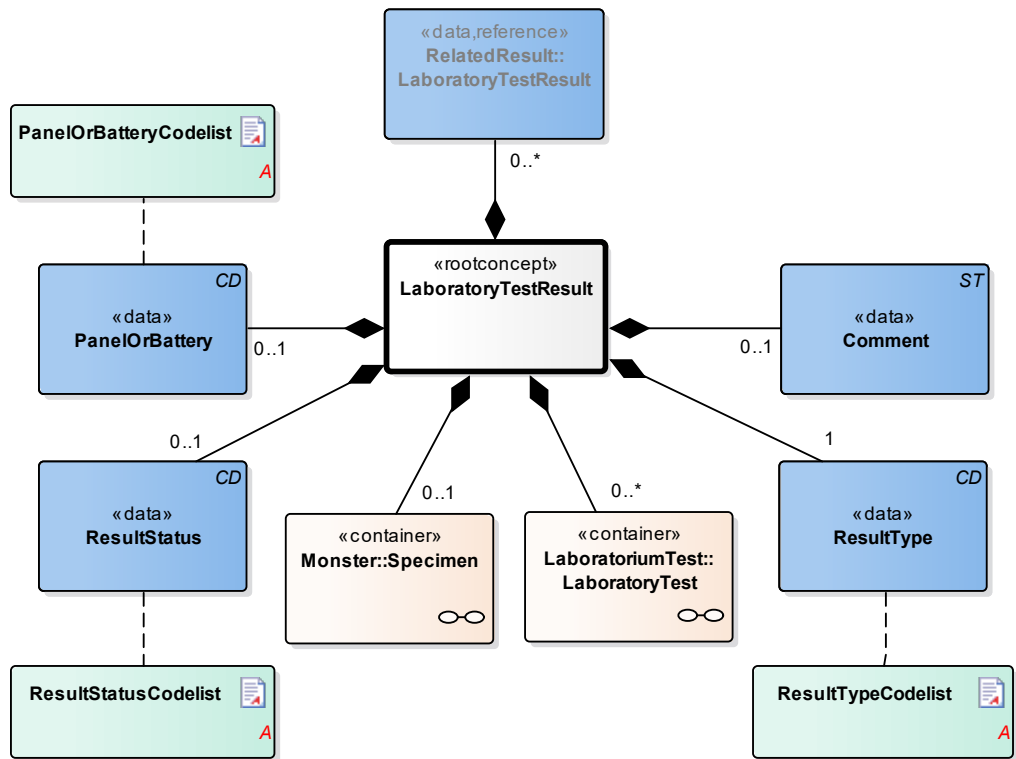 «data,reference»
RelatedResult::
LaboratoryTestResult
PanelOrBatteryCodelist
A
0..*
«rootconcept»
LaboratoryTestResult
CD
«data»
PanelOrBattery
0..1
ST
«data»
Comment
0..1
0..1
1
CD
«data»
ResultStatus
0..1
«container»
Monster::Specimen
0..*
«container»
LaboratoriumTest::
LaboratoryTest
CD
«data»
ResultType
ResultStatusCodelist
A
ResultTypeCodelist
A